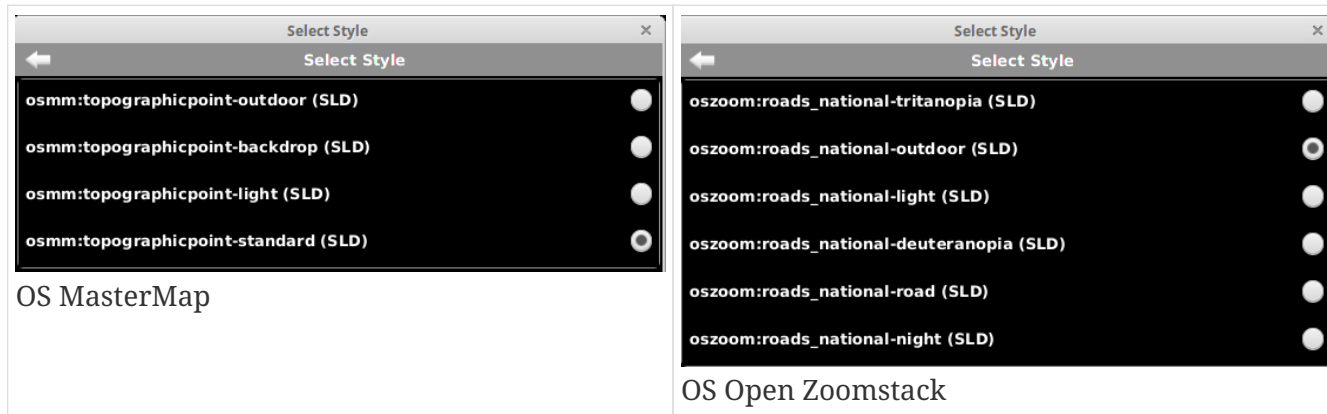 Select Style ×
Select Style
osmm:topographicpoint-outdoor (SLD)
osmm:topographicpoint-backdrop (SLD)
osmm:topographicpoint-light (SLD)
osmm:topographicpoint-standard (SLD)
OS MasterMap
Select Style ×
Select Style
oszoom:roads_national-tritanopia (SLD)
oszoom:roads_national-outdoor (SLD)
oszoom:roads_national-light (SLD)
oszoom:roads_national-deuteranopia (SLD)
oszoom:roads_national-road (SLD)
oszoom:roads_national-night (SLD)
OS Open Zoomstack